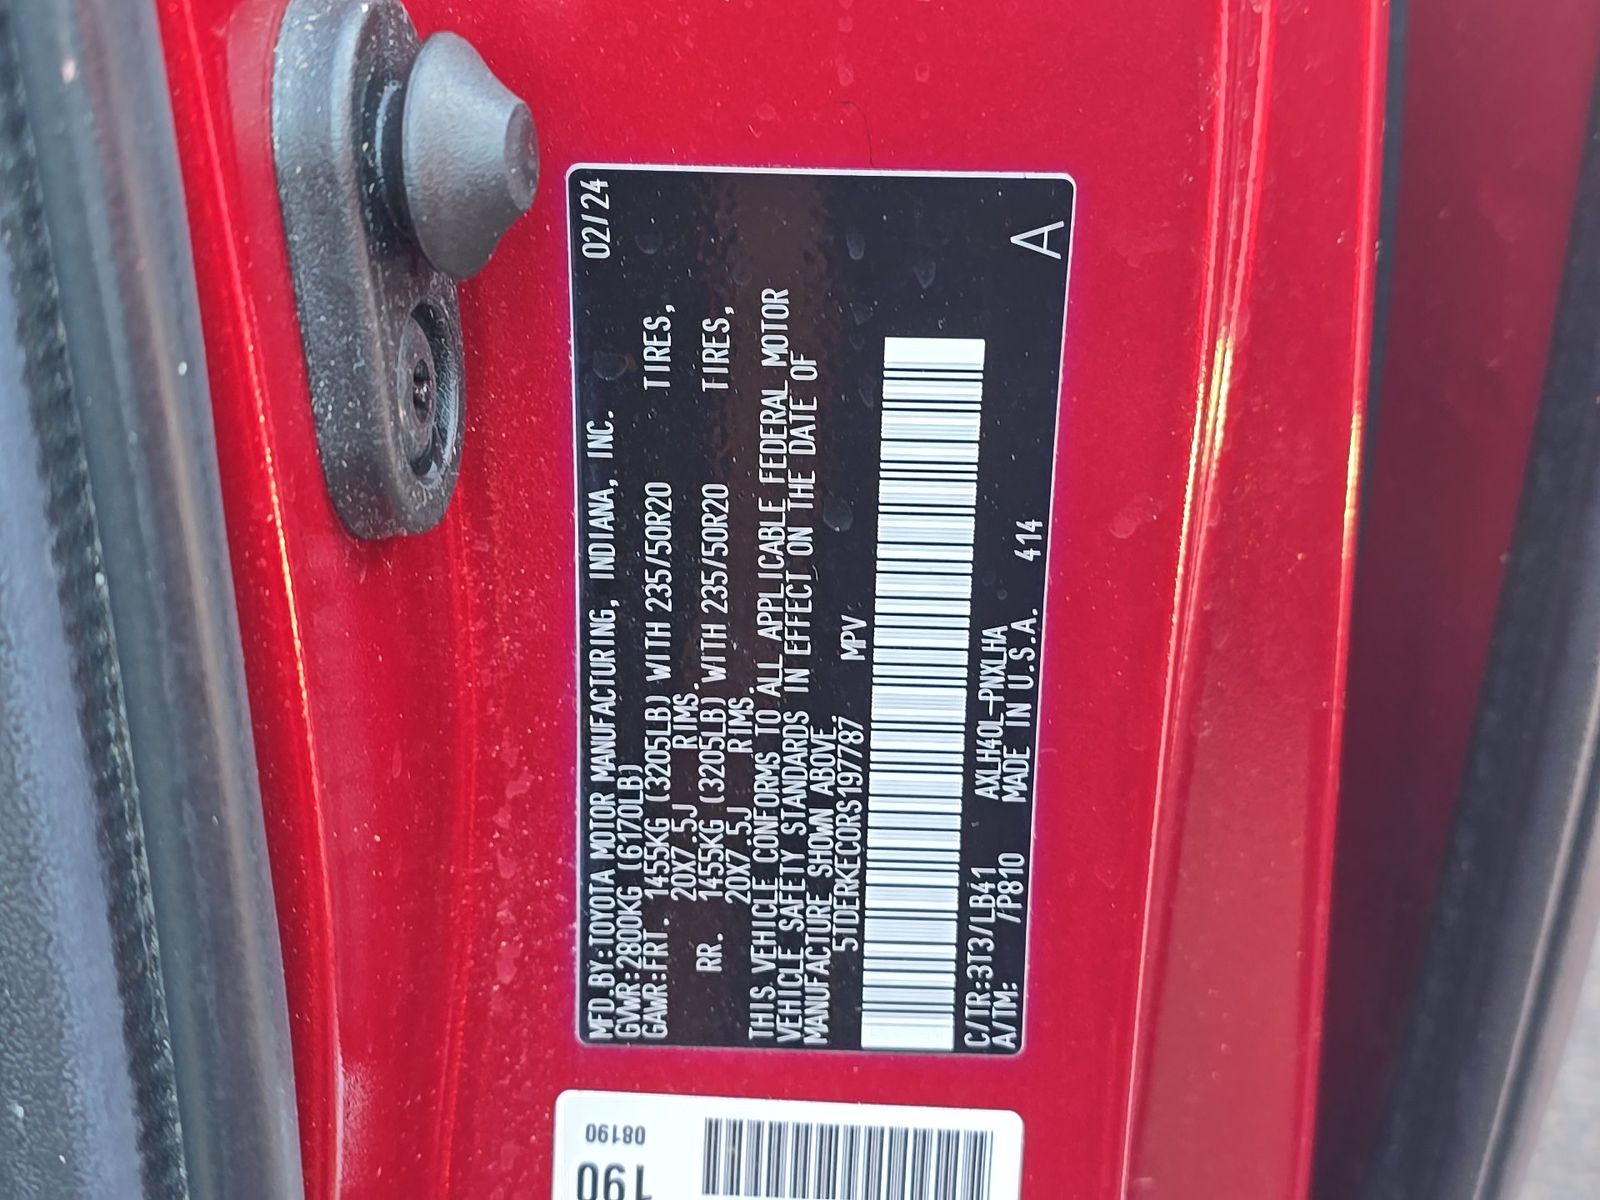 MFD.BY:TOYOTA MOTOR MANUFACTURING, INDIANA, INC. 02/24
GVWR:2800KG (6170LB)
GAWR:FRT. 1455KG (3205LB) WITH 235/50R20 TIRES,
20X7.5J RIMS.
RR. 1455KG (3205LB) WITH 235/50R20 TIRES,
20X7.5J RIMS.
THIS VEHICLE CONFORMS TO ALL APPLICABLE FEDERAL MOTOR
VEHICLE SAFETY STANDARDS IN EFFECT ON THE DATE OF
MANUFACTURE SHOWN ABOVE.
5TDERKEC0RS197787. MPV
C/TR:3T3/LB41 AXLH40L-PNXLHA
A/TM: /P810 MADE IN U.S.A. 414 A
08190
190